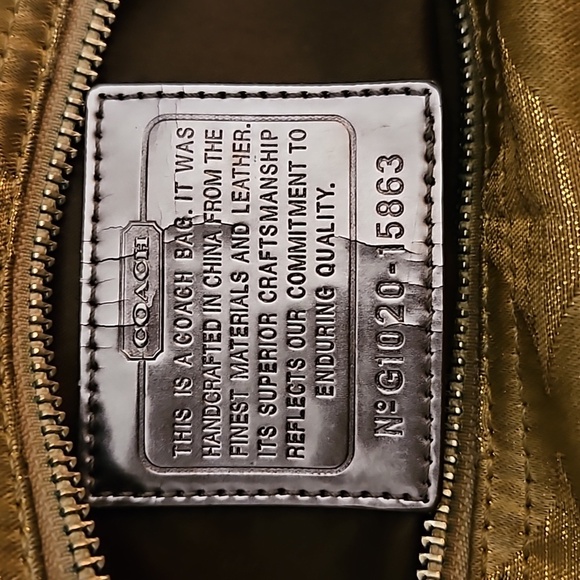 COACH
THIS IS A COACH BAG. IT WAS
HANDCRAFTED IN CHINA FROM THE
FINEST MATERIALS AND LEATHER.
ITS SUPERIOR CRAFTSMANSHIP
REFLECTS OUR COMMITMENT TO
ENDURING QUALITY.
Nº G1020-15863